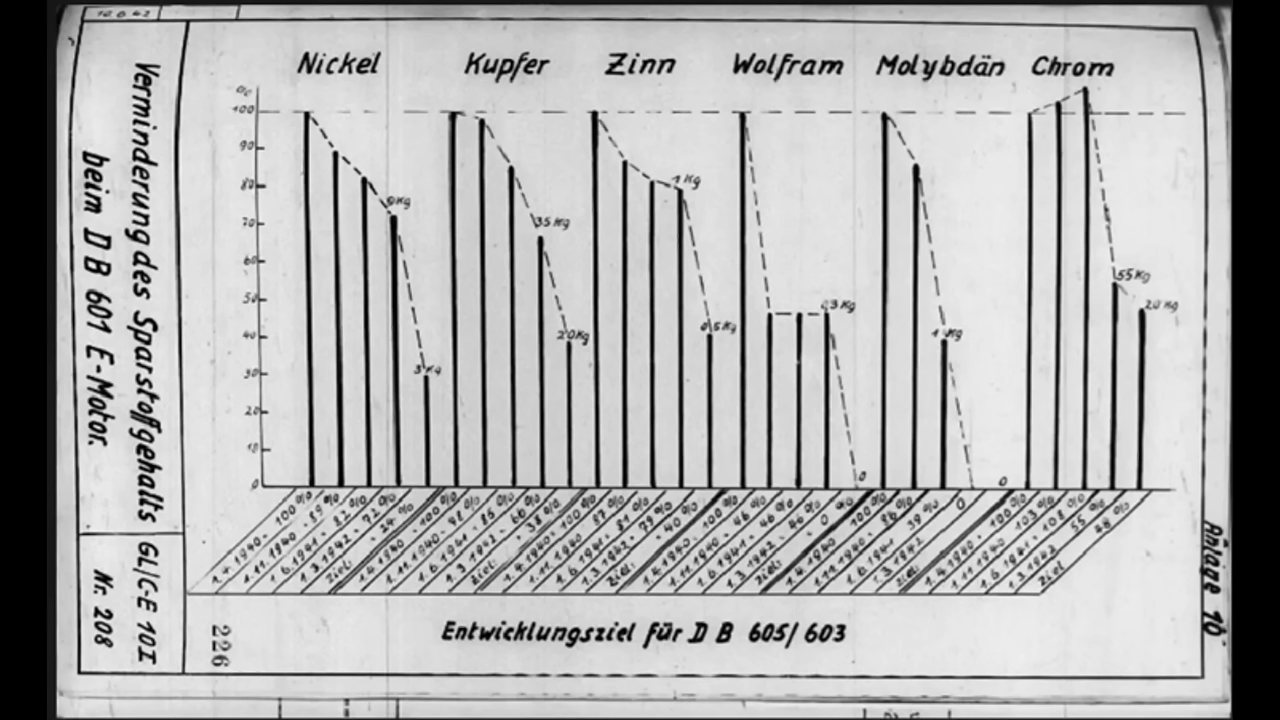 Nickel Kupfer Zinn Wolfram Molybdän Chrom
%
100
90
80
70
60
50
40
30
20
10
0
9 Kg
3 Kg
35 Kg
20 Kg
1 Kg
0,5 Kg
Kg
Kg
55 Kg
Kg
0
0
1.4.1940 - 100 %
1.11.1940 - 89 %
1.6.1941 - 82 %
1.3.1942 - 72 %
Ziel: %
1.4.1940 - 100 %
1.11.1940 - 98 %
1.6.1941 - 86 %
1.3.1942 - 66 %
Ziel: - 38 %
1.4.1940 - 100 %
1.11.1940 - 87 %
1.6.1941 - 81 %
1.3.1942 - 79 %
Ziel: - 40 %
1.4.1940 - 100 %
1.11.1940 - 46 %
1.6.1941 - 46 %
1.3.1942 - 46 %
Ziel: 0 %
1.4.1940 100 %
1.11.1940 - 86 %
1.6.1941 39 %
1.3.1942 0
Ziel:
1.4.1940 - 100 %
1.11.1940 103 %
1.6.1941 - 108 %
1.3.1942 55 %
Ziel 48 %
Entwicklungsziel für DB 605/603
Verminderung des Sparstoffgehalts
beim DB 601 E-Motor.
GL/C-E 10I
Nr. 208
226
Anlage 10